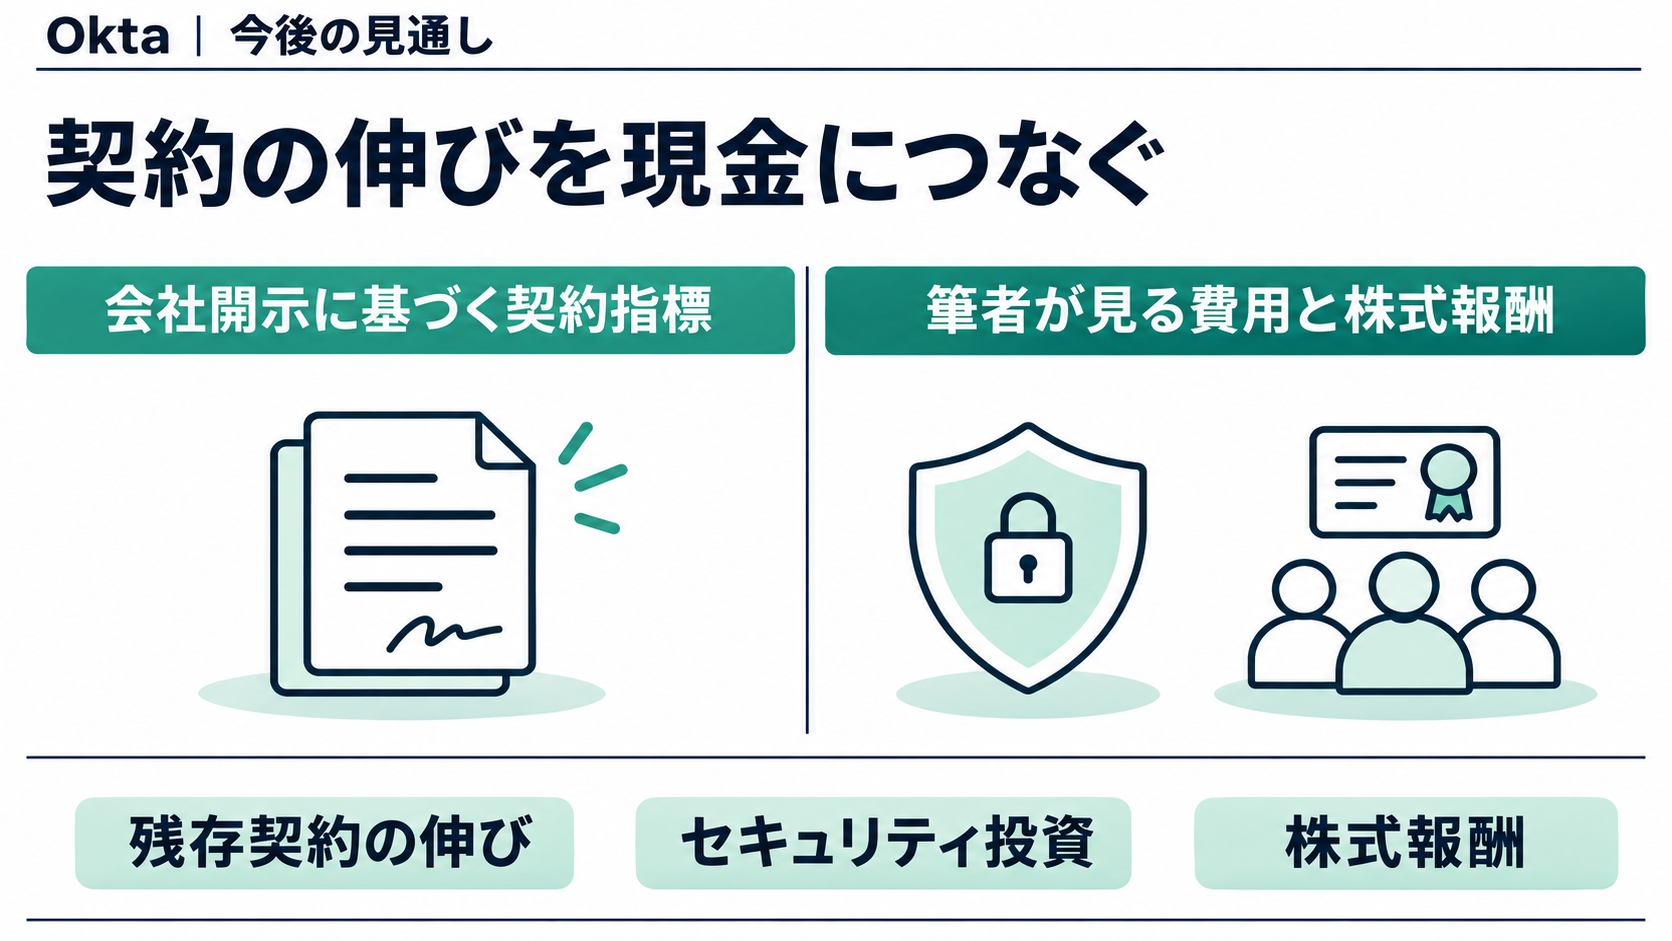 Okta | 今後の見通し
契約の伸びを現金につなぐ
会社開示に基づく契約指標
筆者が見る費用と株式報酬
残存契約の伸び
セキュリティ投資
株式報酬